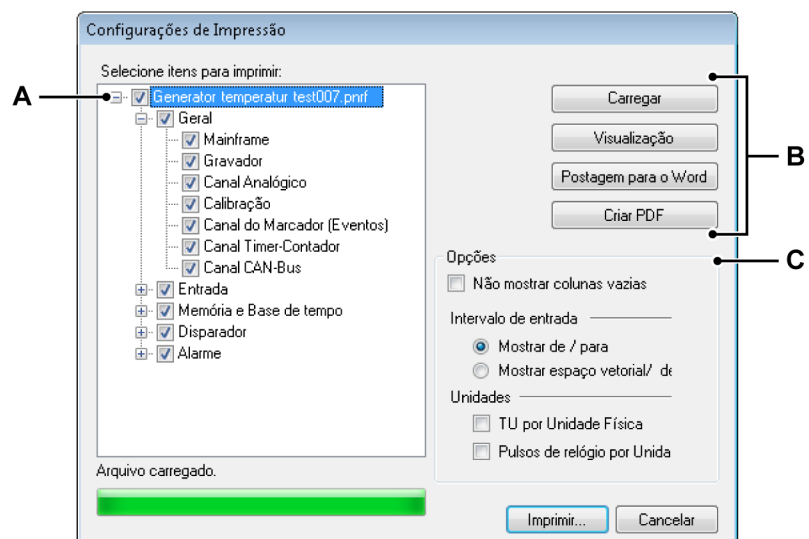 Configurações de Impressão
Selecione itens para imprimir:
A
Generator temperatur test007.pnrf
Geral
Mainframe
Gravador
Canal Analógico
Calibração
Canal do Marcador (Eventos)
Canal Timer-Contador
Canal CAN-Bus
Entrada
Memória e Base de tempo
Disparador
Alarme
Arquivo carregado.
Carregar
Visualização
Postagem para o Word
Criar PDF
B
Opções
C
Não mostrar colunas vazias
Intervalo de entrada
Mostrar de / para
Mostrar espaço vetorial/ de
Unidades
TU por Unidade Física
Pulsos de relógio por Unida
Imprimir... Cancelar